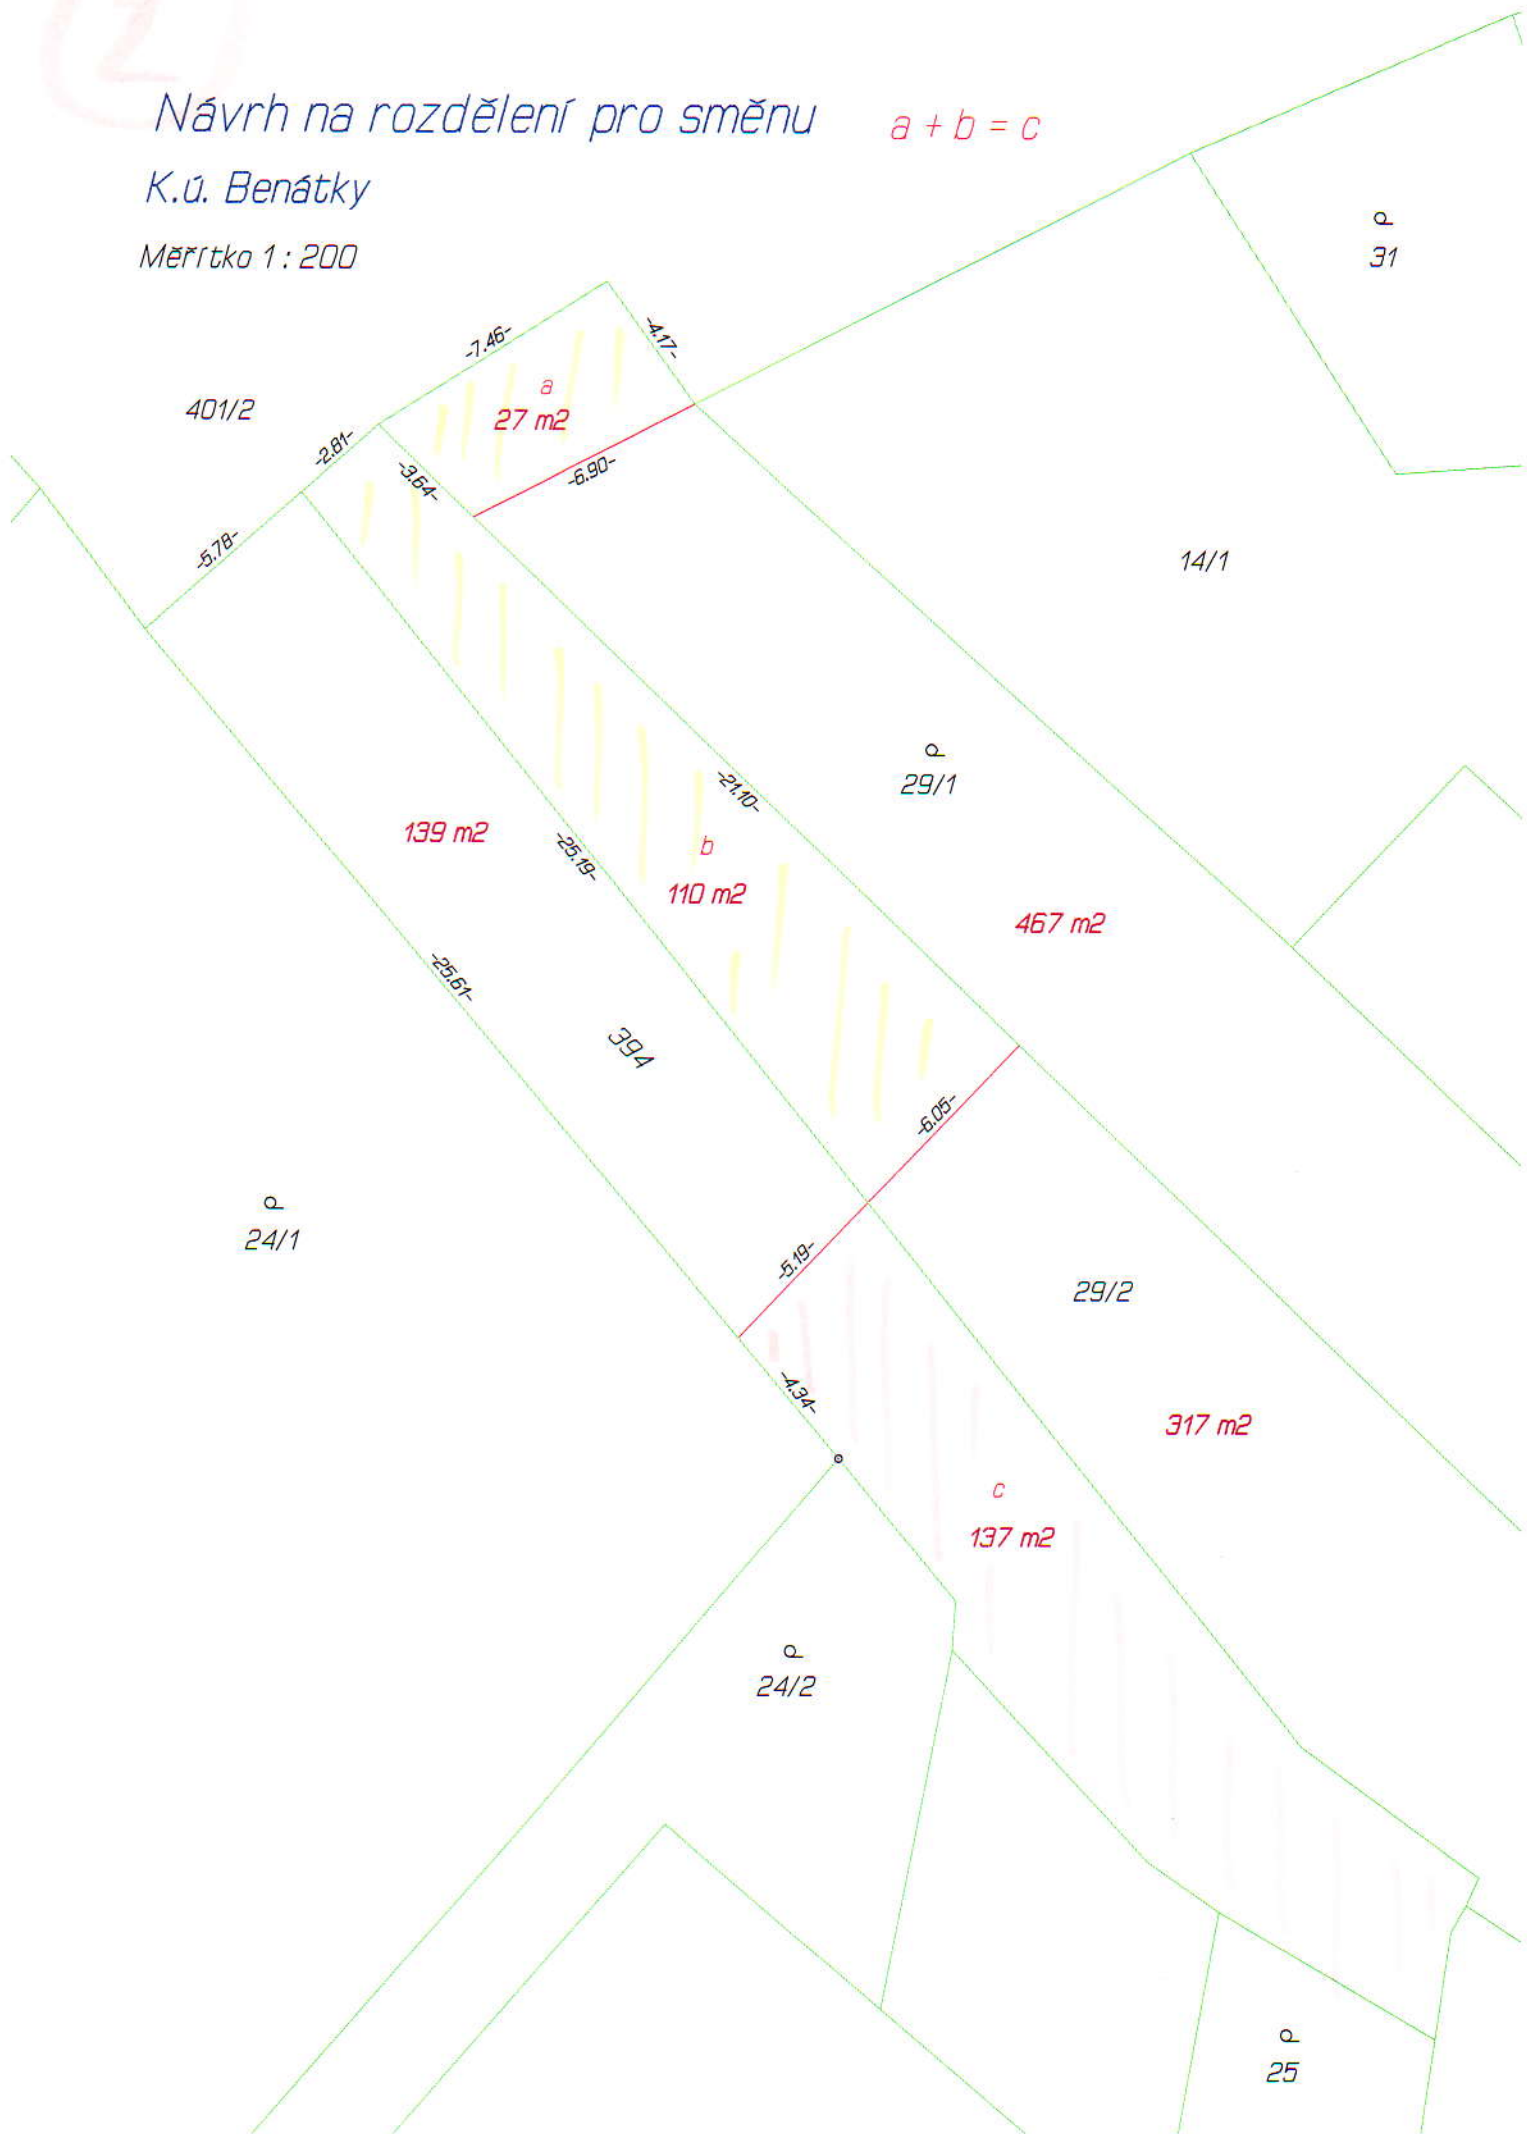 2
Návrh na rozdělení pro směnu a + b = c
K.ú. Benátky
Měřítko 1 : 200
31
-7.46-
-4.17-
a
27 m2
401/2
-2.81-
-3.64-
-6.90-
-5.78-
14/1
29/1
-21.10-
139 m2
-25.19-
b
110 m2
467 m2
-25.61-
394
-6.05-
24/1
-5.19-
29/2
-4.34-
317 m2
c
137 m2
24/2
25